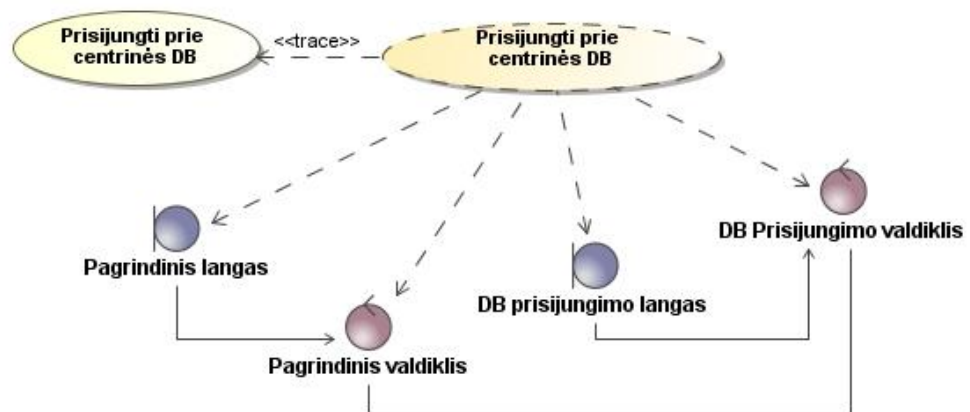 Prisijungti prie
centrinės DB
<<trace>>
Prisijungti prie
centrinės DB
DB Prisijungimo valdiklis
Pagrindinis langas
DB prisijungimo langas
Pagrindinis valdiklis